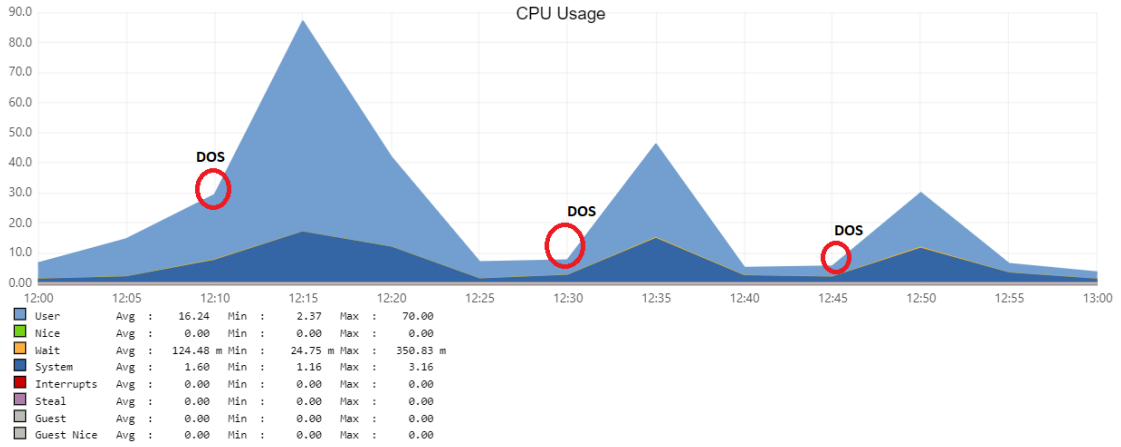 CPU Usage
90.0
80.0
70.0
60.0
50.0
40.0
30.0
20.0
10.0
0.00
DOS
DOS
DOS
12:00 12:05 12:10 12:15 12:20 12:25 12:30 12:35 12:40 12:45 12:50 12:55 13:00
User Avg : 16.24 Min : 2.37 Max : 70.00
Nice Avg : 0.00 Min : 0.00 Max : 0.00
Wait Avg : 124.48 m Min : 24.75 m Max : 350.83 m
System Avg : 1.60 Min : 1.16 Max : 3.16
Interrupts Avg : 0.00 Min : 0.00 Max : 0.00
Steal Avg : 0.00 Min : 0.00 Max : 0.00
Guest Avg : 0.00 Min : 0.00 Max : 0.00
Guest Nice Avg : 0.00 Min : 0.00 Max : 0.00